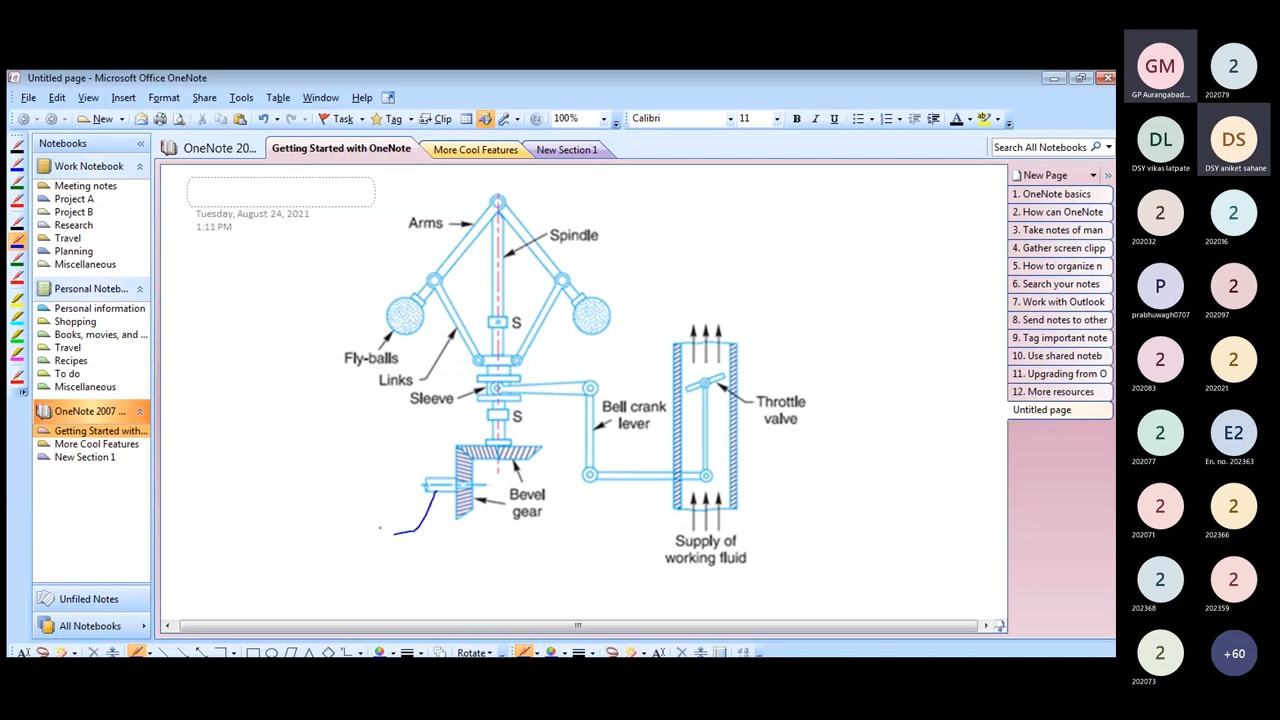 Untitled page - Microsoft Office OneNote
File Edit View Insert Format Share Tools Table Window Help
New Task Tag Clip 100% Calibri 11 B I U
Notebooks
Work Notebook
Meeting notes
Project A
Project B
Research
Travel
Planning
Miscellaneous
Personal Noteb...
Personal information
Shopping
Books, movies, and ...
Travel
Recipes
To do
Miscellaneous
OneNote 2007 ...
Getting Started with...
More Cool Features
New Section 1
Unfiled Notes
All Notebooks
OneNote 20... Getting Started with OneNote More Cool Features New Section 1
Search All Notebooks
Tuesday, August 24, 2021
1:11 PM
Arms
Spindle
S
Fly-balls
Links
Sleeve
S
Bell crank
lever
Throttle
valve
Bevel
gear
Supply of
working fluid
New Page
1. OneNote basics
2. How can OneNote
3. Take notes of man
4. Gather screen clipp
5. How to organize n
6. Search your notes
7. Work with Outlook
8. Send notes to other
9. Tag important note
10. Use shared noteb
11. Upgrading from O
12. More resources
Untitled page
Rotate
GM
GP Aurangabad...
2
202079
DL
DSY vikas latpate
DS
DSY aniket sahane
2
202032
2
202016
P
prabhuwagh0707
2
202097
2
202083
2
202021
2
202077
E2
En. no. 202363
2
202071
2
202366
2
202368
2
202359
2
202073
+60